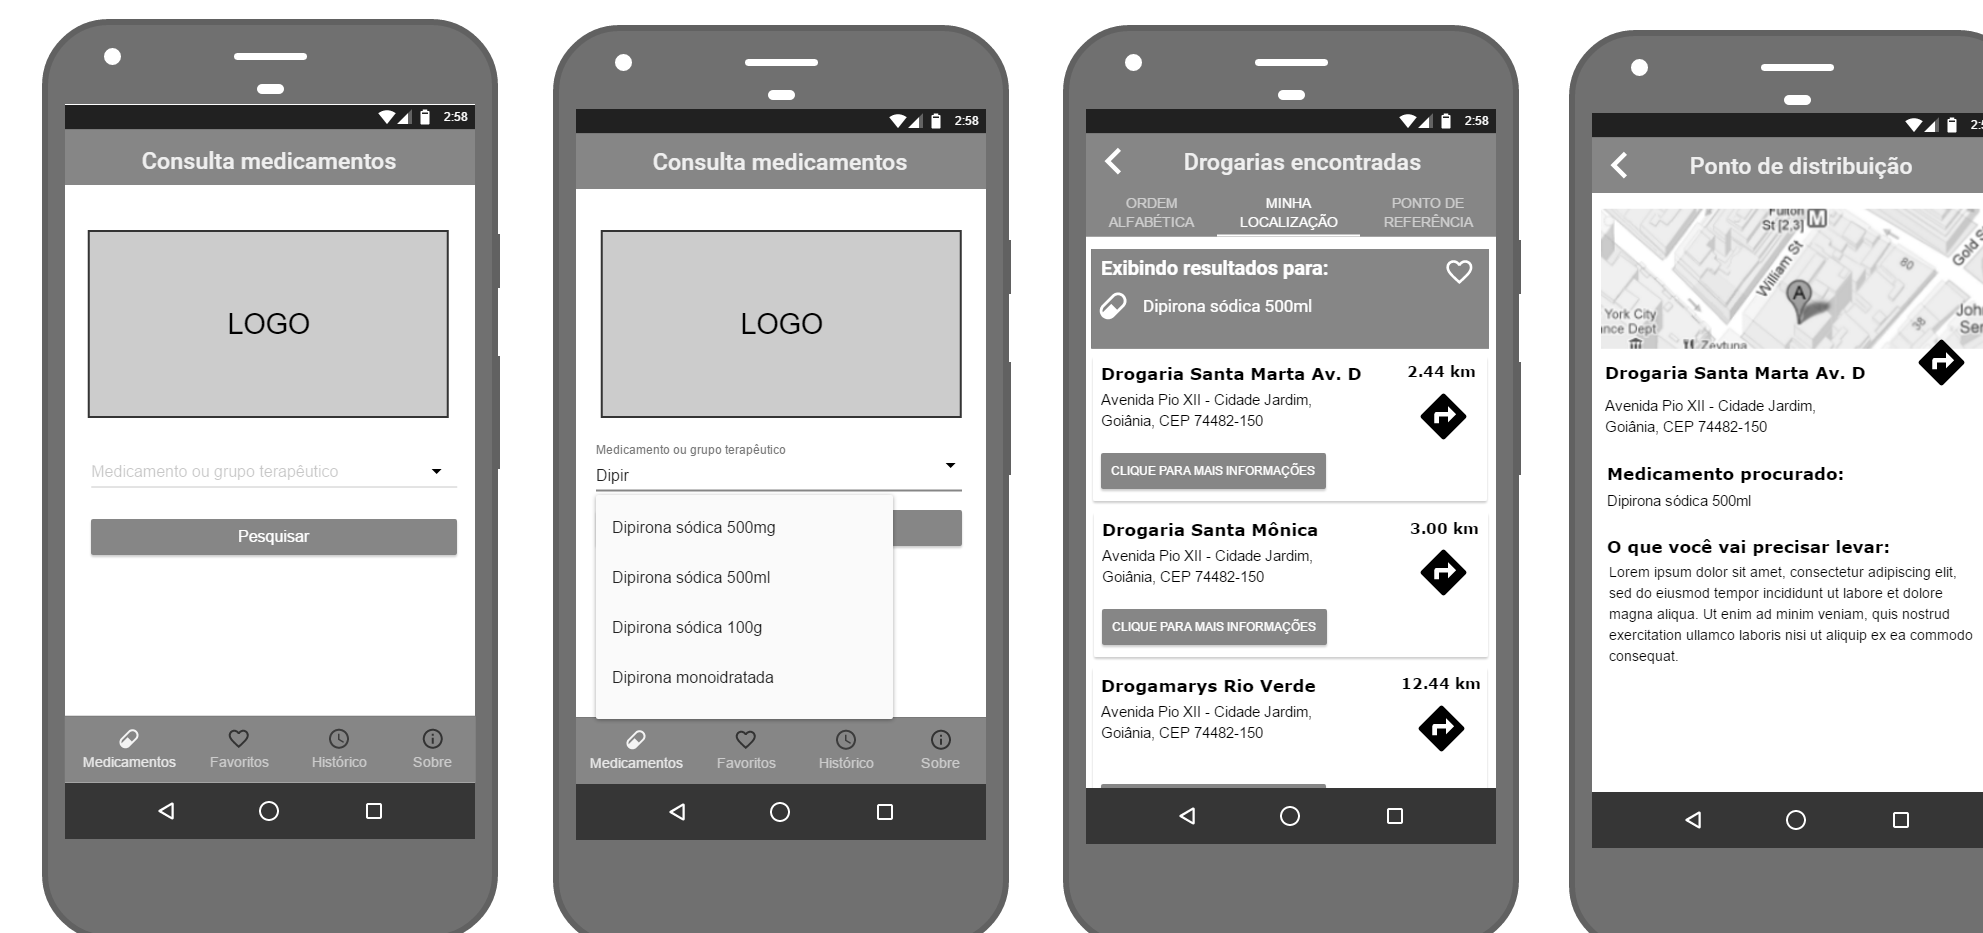 2:58
Consulta medicamentos
LOGO
Medicamento ou grupo terapêutico
Pesquisar
Medicamentos
Favoritos
Histórico
Sobre
2:58
Consulta medicamentos
LOGO
Medicamento ou grupo terapêutico
Dipir
Dipirona sódica 500mg
Dipirona sódica 500ml
Dipirona sódica 100g
Dipirona monoidratada
Medicamentos
Favoritos
Histórico
Sobre
2:58
Drogarias encontradas
ORDEM
ALFABÉTICA
MINHA
LOCALIZAÇÃO
PONTO DE
REFERÊNCIA
Exibindo resultados para:
Dipirona sódica 500ml
Drogaria Santa Marta Av. D
2.44 km
Avenida Pio XII - Cidade Jardim,
Goiânia, CEP 74482-150
CLIQUE PARA MAIS INFORMAÇÕES
Drogaria Santa Mônica
3.00 km
Avenida Pio XII - Cidade Jardim,
Goiânia, CEP 74482-150
CLIQUE PARA MAIS INFORMAÇÕES
Drogamarys Rio Verde
12.44 km
Avenida Pio XII - Cidade Jardim,
Goiânia, CEP 74482-150
Ponto de distribuição
Fulton
St [2,3] M
William St
Gold
80
A
38
York City
Dept
Zeytuna
Drogaria Santa Marta Av. D
Avenida Pio XII - Cidade Jardim,
Goiânia, CEP 74482-150
Medicamento procurado:
Dipirona sódica 500ml
O que você vai precisar levar:
Lorem ipsum dolor sit amet, consectetur adipiscing elit,
sed do eiusmod tempor incididunt ut labore et dolore
magna aliqua. Ut enim ad minim veniam, quis nostrud
exercitation ullamco laboris nisi ut aliquip ex ea commodo
consequat.